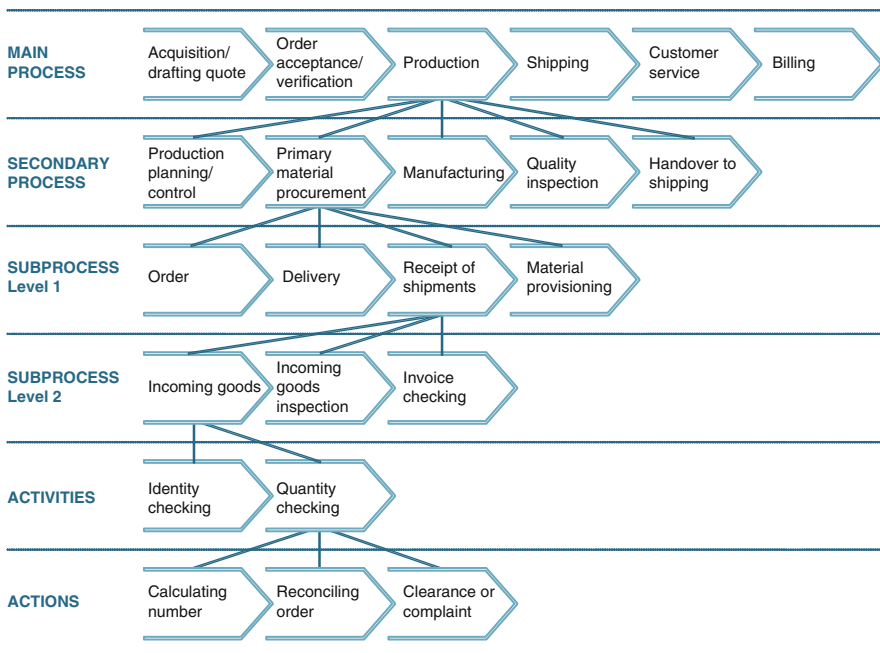 MAIN
PROCESS
Acquisition/
drafting quote
Order
acceptance/
verification
Production
Shipping
Customer
service
Billing
SECONDARY
PROCESS
Production
planning/
control
Primary
material
procurement
Manufacturing
Quality
inspection
Handover to
shipping
SUBPROCESS
Level 1
Order
Delivery
Receipt of
shipments
Material
provisioning
SUBPROCESS
Level 2
Incoming goods
Incoming
goods
inspection
Invoice
checking
ACTIVITIES
Identity
checking
Quantity
checking
ACTIONS
Calculating
number
Reconciling
order
Clearance or
complaint